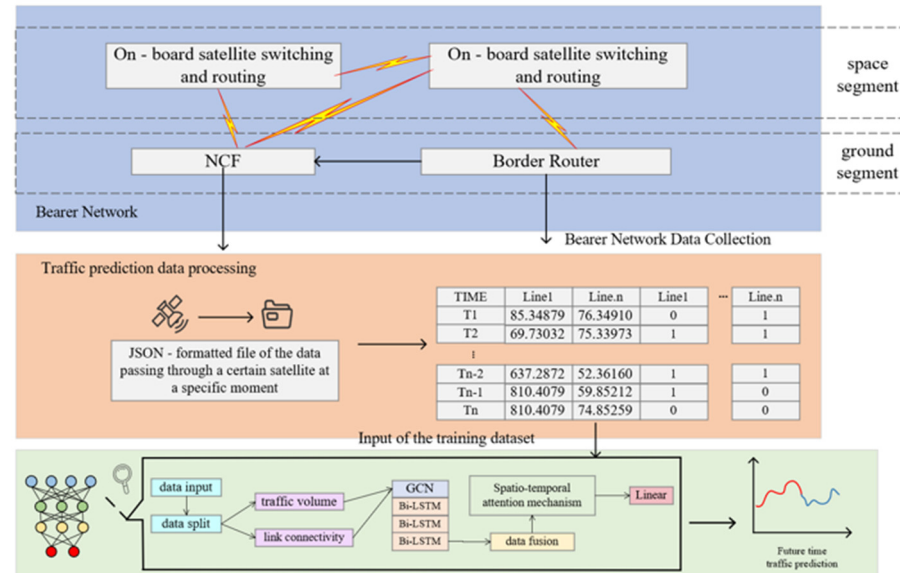 On - board satellite switching
and routing
On - board satellite switching
and routing
space
segment
NCF
Border Router
ground
segment
Bearer Network
Bearer Network Data Collection
Traffic prediction data processing
JSON - formatted file of the data
passing through a certain satellite at
a specific moment
TIME Line1 Line.n Line1 ... Line.n
T1 85.34879 76.34910 0 1
T2 69.73032 75.33973 1 1
⁞
Tn-2 637.2872 52.36160 1 1
Tn-1 810.4079 59.85212 1 0
Tn 810.4079 74.85259 0 0
Input of the training dataset
data input
data split
traffic volume
link connectivity
GCN
Bi-LSTM
Bi-LSTM
Bi-LSTM
Spatio-temporal
attention mechanism
data fusion
Linear
Future time
traffic prediction